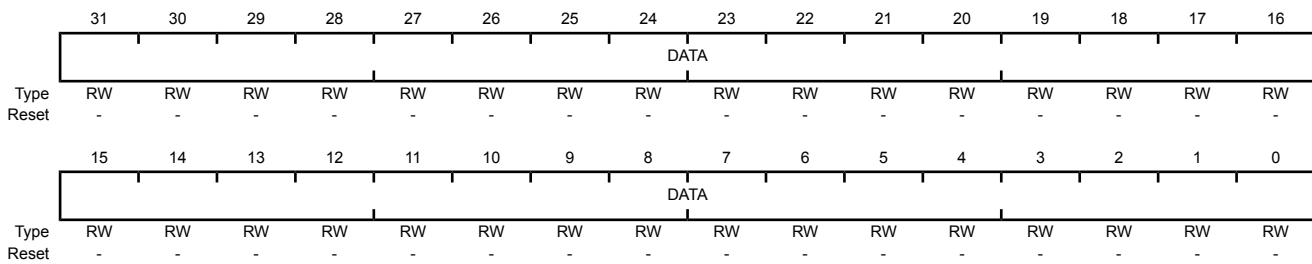 31 30 29 28 27 26 25 24 23 22 21 20 19 18 17 16
DATA
Type RW RW RW RW RW RW RW RW RW RW RW RW RW RW RW RW
Reset - - - - - - - - - - - - - - - -
15 14 13 12 11 10 9 8 7 6 5 4 3 2 1 0
DATA
Type RW RW RW RW RW RW RW RW RW RW RW RW RW RW RW RW
Reset - - - - - - - - - - - - - - - -